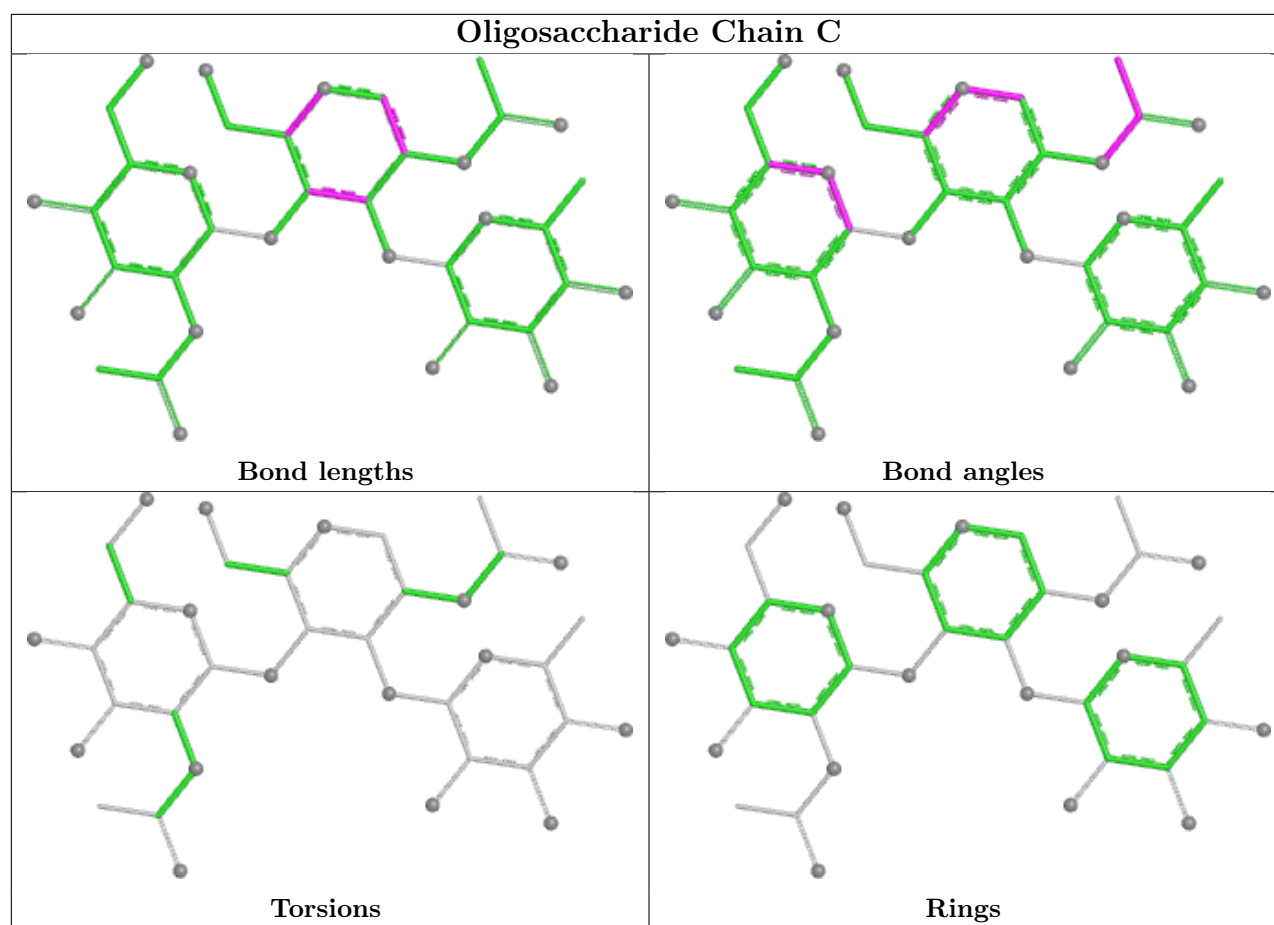 Oligosaccharide Chain C
Bond lengths
Bond angles
Torsions
Rings